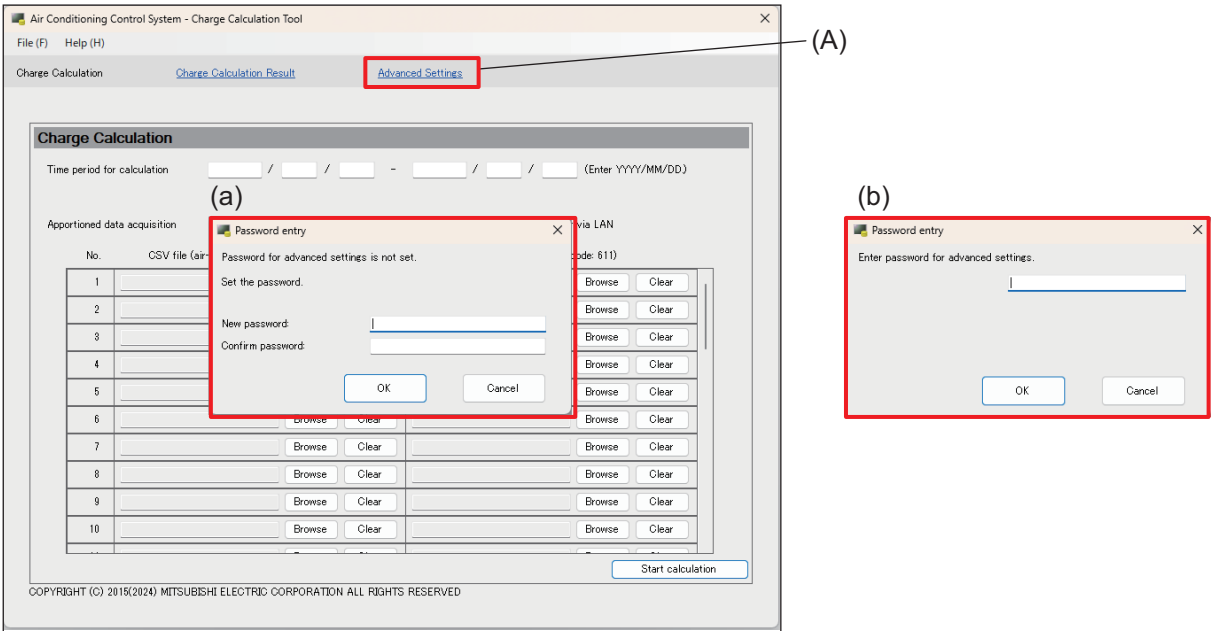 Air Conditioning Control System - Charge Calculation Tool
File (F) Help (H)
(A)
Charge Calculation Charge Calculation Result Advanced Settings
Charge Calculation
Time period for calculation / / - / / (Enter YYYY/MM/DD.)
(a)
(b)
Apportioned data acquisition via LAN
No. CSV file (air- ode: 611)
Password entry
Password for advanced settings is not set.
Set the password.
New password:
Confirm password:
OK Cancel
Password entry
Enter password for advanced settings.
OK Cancel
1 Browse Clear
2 Browse Clear
3 Browse Clear
4 Browse Clear
5 Browse Clear
6 Browse Clear Browse Clear
7 Browse Clear Browse Clear
8 Browse Clear Browse Clear
9 Browse Clear Browse Clear
10 Browse Clear Browse Clear
Start calculation
COPYRIGHT (C) 2015(2024) MITSUBISHI ELECTRIC CORPORATION ALL RIGHTS RESERVED